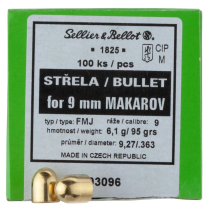 Sellier & Bellot
• 1825 •
100 ks / pcs
CIP
M
STŘELA / BULLET
for 9 mm MAKAROV
typ / type: FMJ ráže / calibre: 9
hmotnost / weight: 6,1 g/ 95 grs
průměr / diameter: 9,27/.363
MADE IN CZECH REPUBLIC
03096